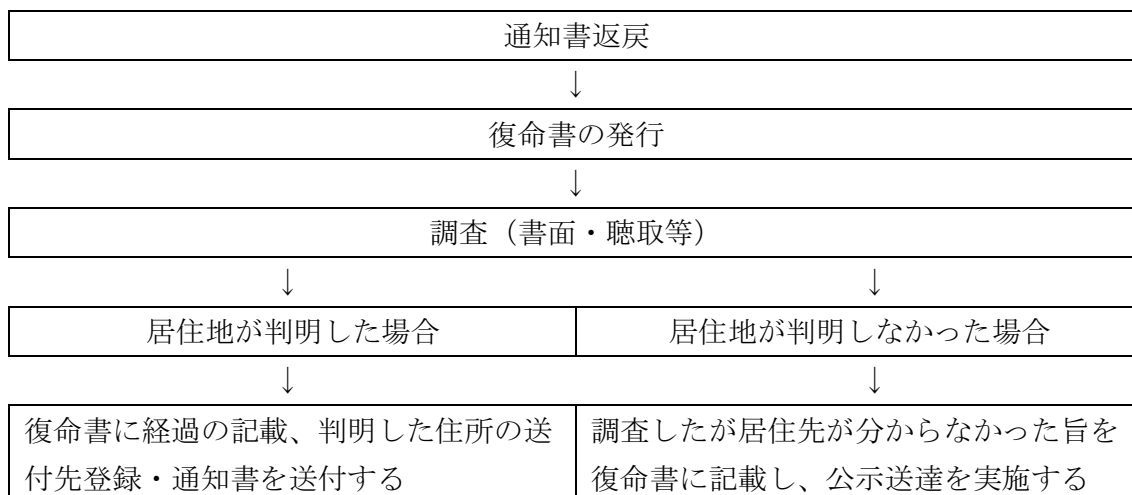 通知書返戻
↓
復命書の発行
↓
調査（書面・聴取等）
↓ ↓
居住地が判明した場合 居住地が判明しなかった場合
↓ ↓
復命書に経過の記載、判明した住所の送
付先登録・通知書を送付する
調査したが居住先が分からなかった旨を
復命書に記載し、公示送達を実施する